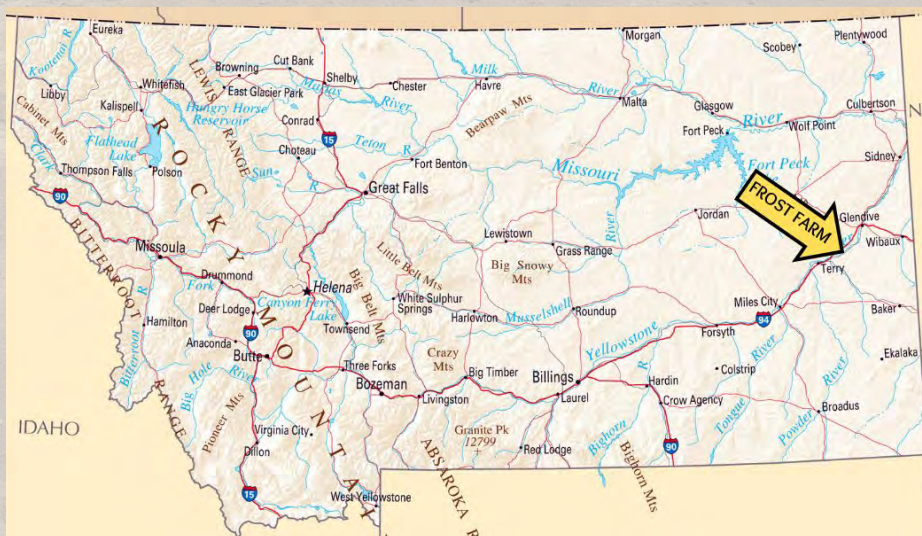 Eureka
Kootenai R
Libby
Cabinet Mts
Whitefish
Kalispell
Flathead
Lake
Polson
Clark
Thompson Falls
Fork
LEWIS
RANGE
Browning
Cut Bank
Shelby
East Glacier Park
Hungry Horse
Reservoir
Marias
River
Conrad
15
Chester
Milk
River
Havre
Bearpaw Mts
Malta
Morgan
Scobey
Plentywood
Glasgow
Fort Peck
River
Wolf Point
Culbertson
Sidney
Choteau
Teton
R
Sun
R
Fort Benton
Great Falls
Missouri
River
Fort Peck
Jordan
FROST FARM
Glendive
Wibaux
Terry
90
BITTERROOT
RANGE
Missoula
Drummond
Deer Lodge
90
Hamilton
Bitterroot
R
Anaconda
Butte
Helena
Canyon Ferry
Lake
Townsend
Big Belt Mts
Little Belt Mts
White Sulphur
Springs
Lewistown
Grass Range
Big Snowy
Mts
Harlowton
Musselshell
Roundup
Miles City
94
Baker
Ekalaka
Forsyth
Colstrip
Yellowstone
R
Tongue
River
Powder
River
Broadus
Three Forks
Bozeman
Livingston
Crazy
Mts
Big Timber
Billings
Laurel
Hardin
Crow Agency
90
Big
Hole
River
Pioneer Mts
Virginia City
Dillon
15
West Yellowstone
Granite Pk
12799
Red Lodge
Bighorn
R
Bighorn Mts
ABSAROKA R
ROCKY
MOUNTAI
IDAHO